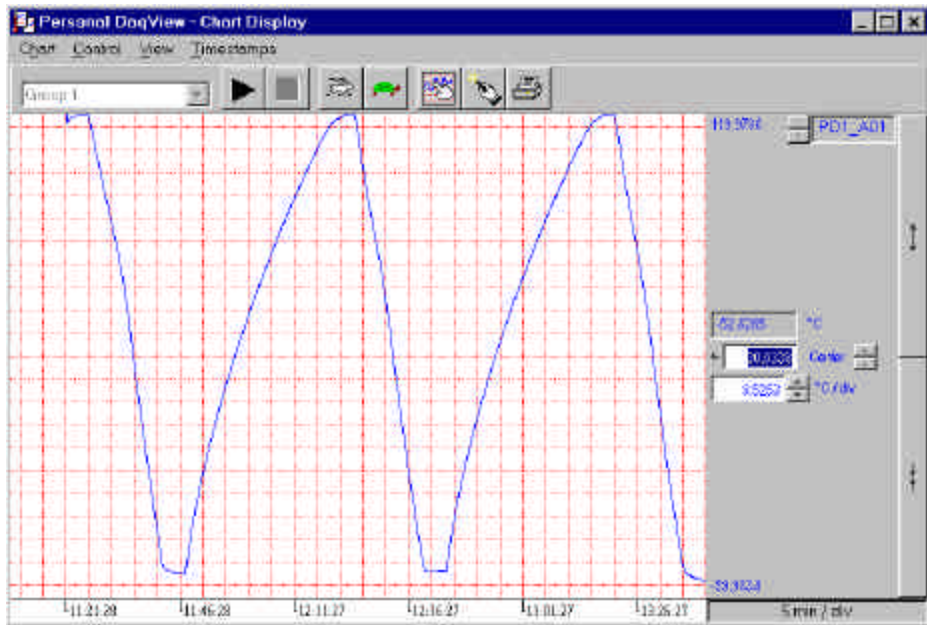 Personal DaqView - Chart Display
Chart Control View Timestamps
Group 1
PD1_A01
°C
Center
°C / div
11:21:28 11:46:28 12:11:27 12:36:27 13:01:27 13:26:27
5 min / div